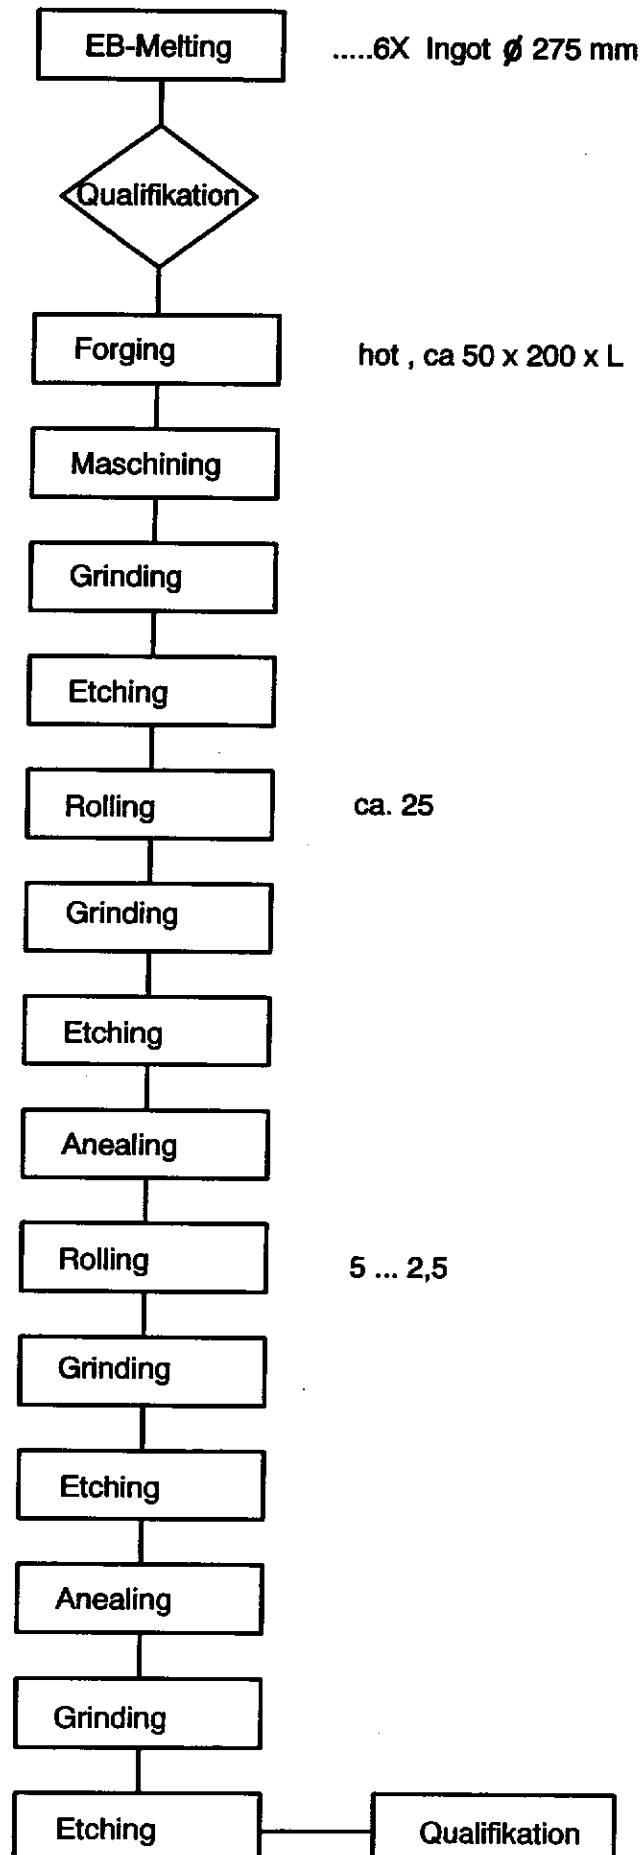 EB-Melting .....6X Ingot ø 275 mm
Qualifikation
Forging hot , ca 50 x 200 x L
Maschining
Grinding
Etching
Rolling ca. 25
Grinding
Etching
Anealing
Rolling 5 ... 2,5
Grinding
Etching
Anealing
Grinding
Etching Qualifikation